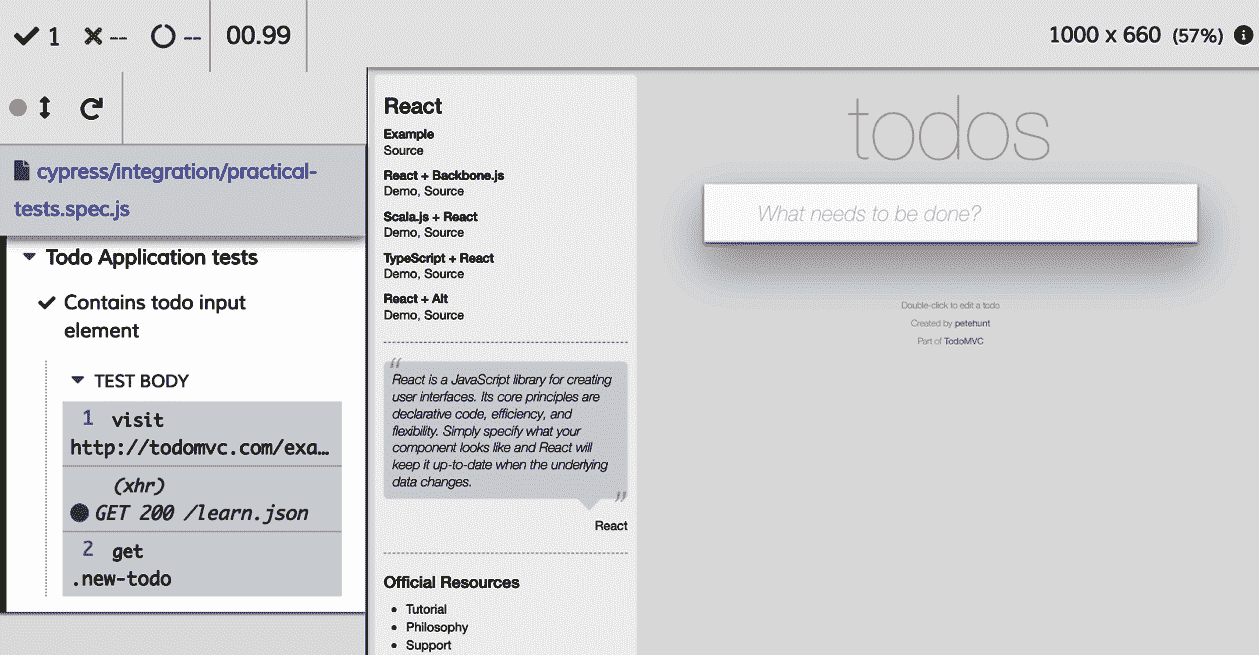 1 -- -- 00.99
1000 x 660 (57%)
cypress/integration/practical-
tests.spec.js
Todo Application tests
Contains todo input
element
TEST BODY
1 visit
http://todomvc.com/exa…
(xhr)
GET 200 /learn.json
2 get
.new-todo
React
Example
Source
React + Backbone.js
Demo, Source
Scala.js + React
Demo, Source
TypeScript + React
Demo, Source
React + Alt
Demo, Source
“
React is a JavaScript library for creating
user interfaces. Its core principles are
declarative code, efficiency, and
flexibility. Simply specify what your
component looks like and React will
keep it up-to-date when the underlying
data changes.
”
React
Official Resources
• Tutorial
• Philosophy
• Support
todos
What needs to be done?
Double-click to edit a todo
Created by petehunt
Part of TodoMVC